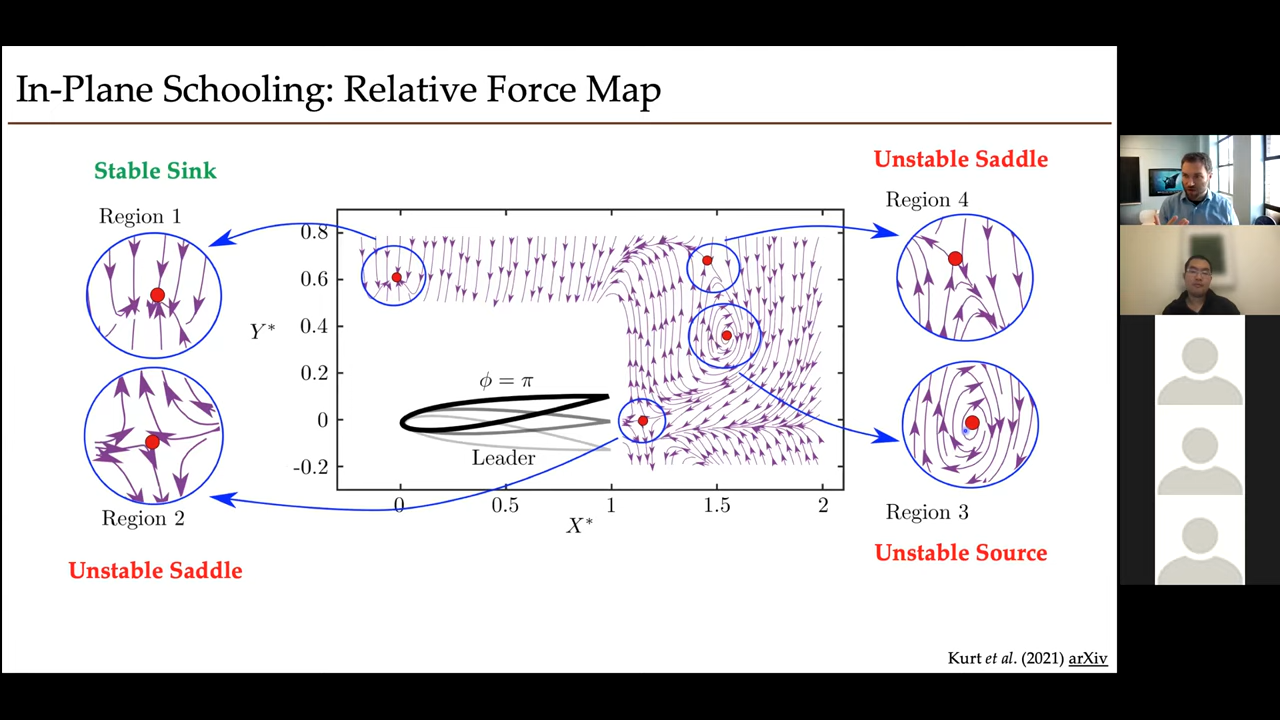 In-Plane Schooling: Relative Force Map
Stable Sink
Region 1
Region 2
Unstable Saddle
0.8
0.6
0.4
0.2
0
-0.2
Y*
ϕ = π
Leader
0
0.5
1
1.5
2
X*
Unstable Saddle
Region 4
Region 3
Unstable Source
Kurt et al. (2021) arXiv